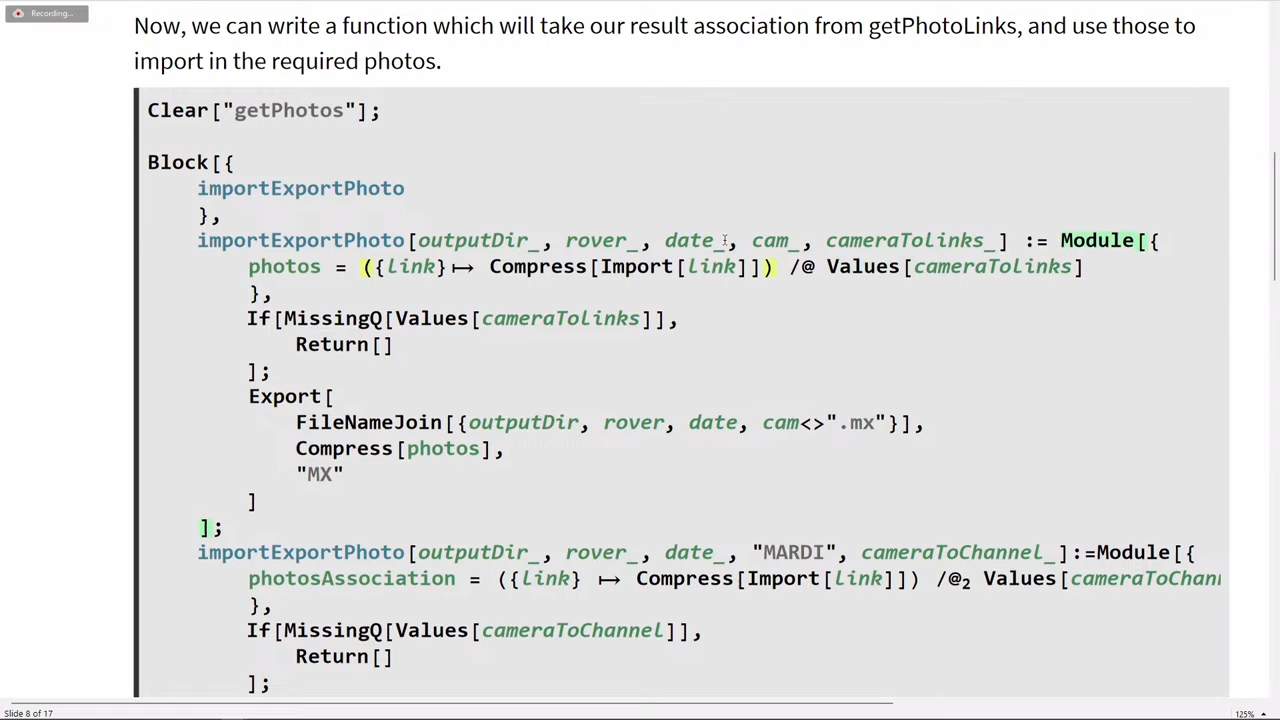 Recording...
Now, we can write a function which will take our result association from getPhotoLinks, and use those to
import in the required photos.
Clear["getPhotos"];
Block[{
importExportPhoto
},
importExportPhoto[outputDir_, rover_, date_, cam_, cameraTolinks_] := Module[{
photos = ({link}↦ Compress[Import[link]]) /@ Values[cameraTolinks]
},
If[MissingQ[Values[cameraTolinks]],
Return[]
];
Export[
FileNameJoin[{outputDir, rover, date, cam<>".mx"}],
Compress[photos],
"MX"
]
];
importExportPhoto[outputDir_, rover_, date_, "MARDI", cameraToChannel_]:=Module[{
photosAssociation = ({link} ↦ Compress[Import[link]]) /@₂ Values[cameraToChan
},
If[MissingQ[Values[cameraToChannel]],
Return[]
];
Slide 8 of 17
125%